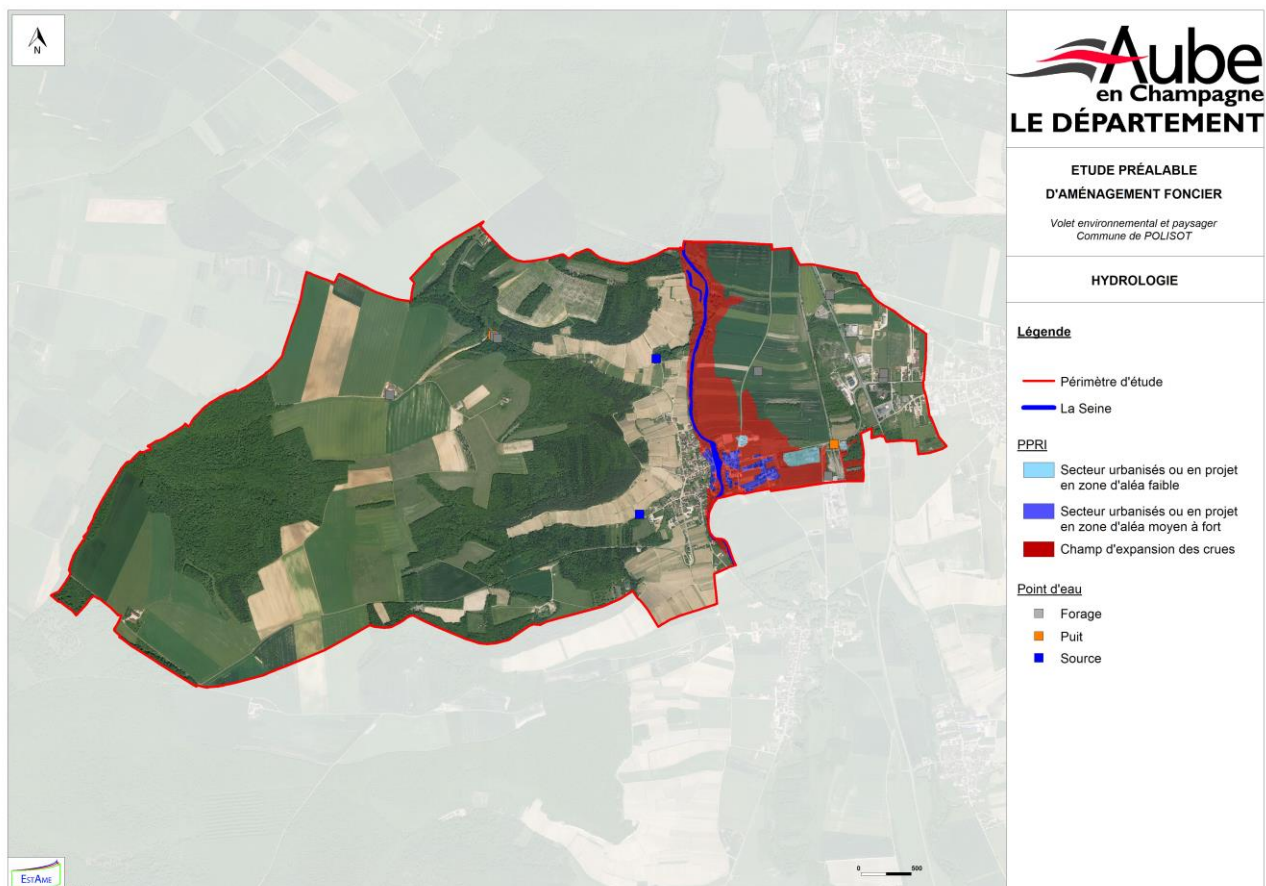 N
Aube
en Champagne
LE DÉPARTEMENT
ETUDE PRÉALABLE
D'AMÉNAGEMENT FONCIER
Volet environnemental et paysager
Commune de POLISOT
HYDROLOGIE
Légende
Périmètre d'étude
La Seine
PPRI
Secteur urbanisés ou en projet
en zone d'aléa faible
Secteur urbanisés ou en projet
en zone d'aléa moyen à fort
Champ d'expansion des crues
Point d'eau
Forage
Puit
Source
0 500
ESTAME